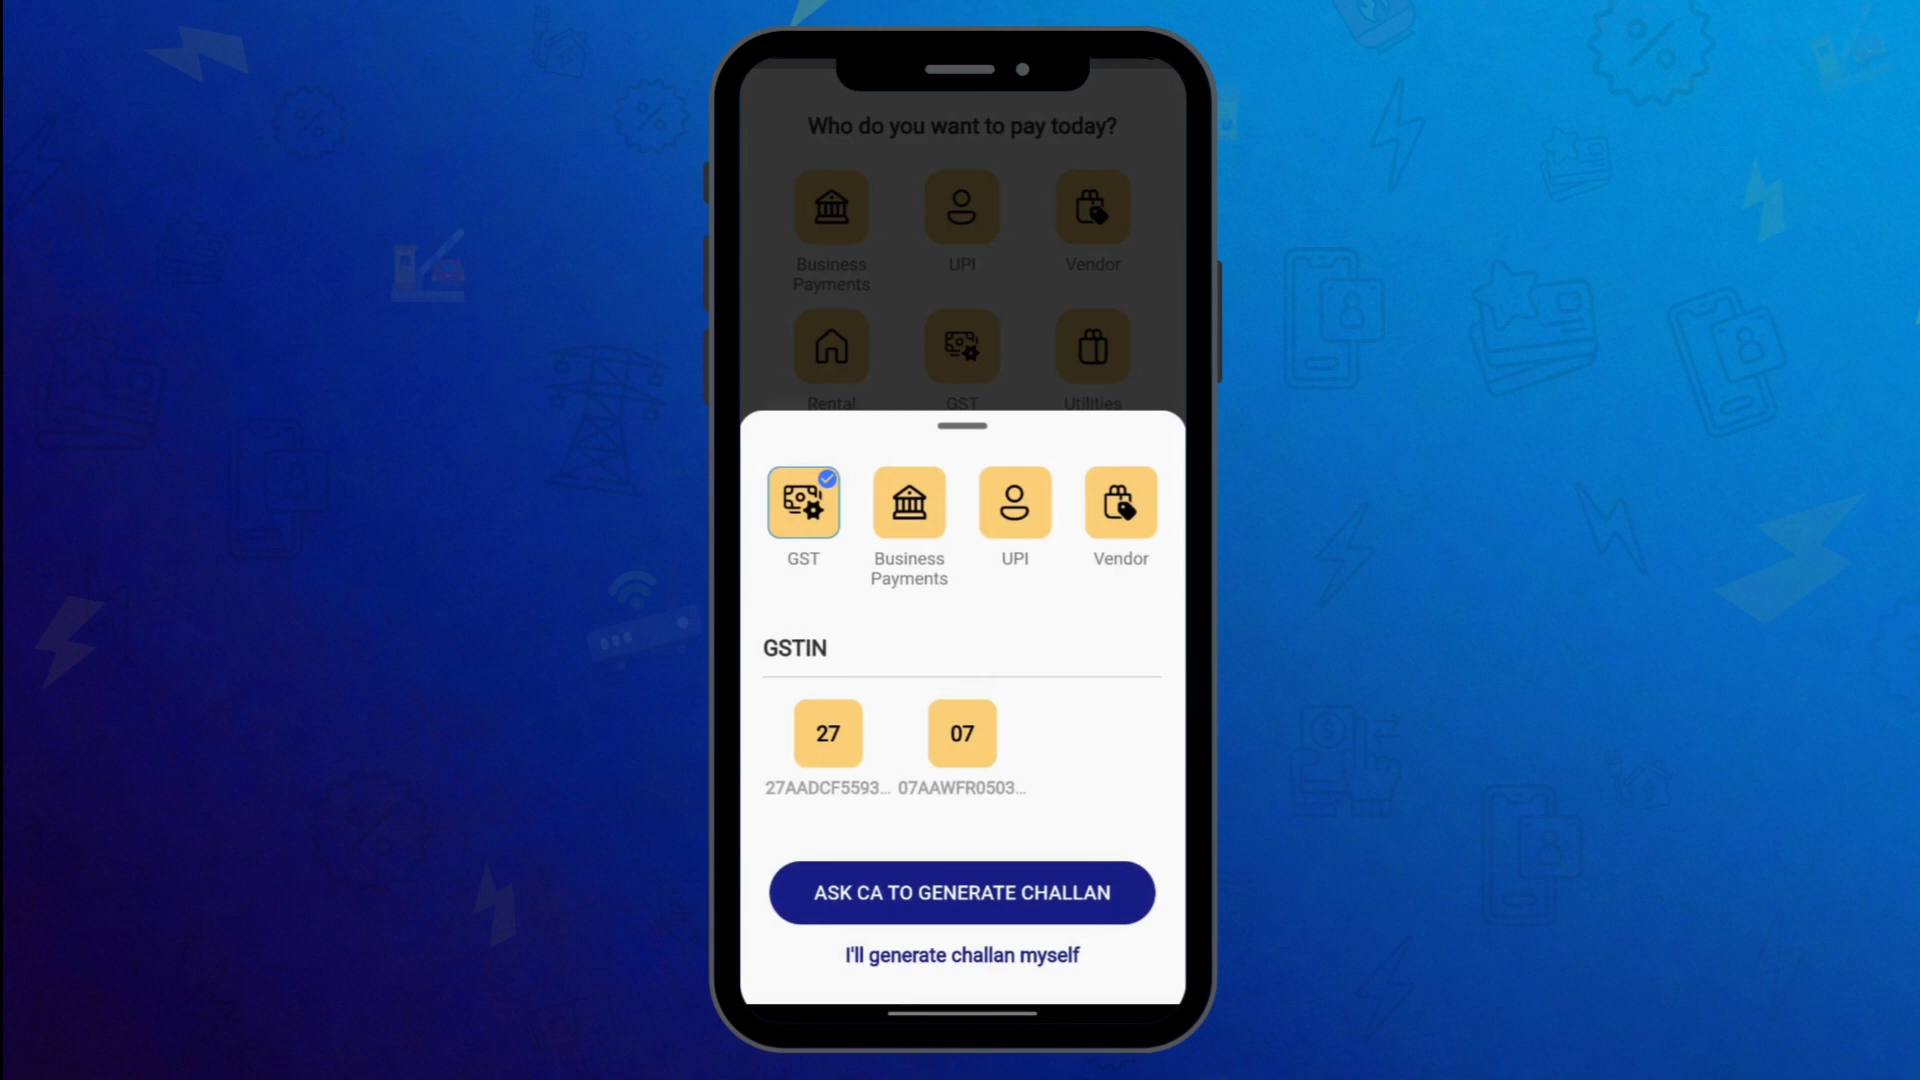 Who do you want to pay today?
Business
Payments
UPI
Vendor
Rental
GST
Utilities
GST
Business
Payments
UPI
Vendor
GSTIN
27
07
27AADCF5593...
07AAWFR0503...
ASK CA TO GENERATE CHALLAN
I'll generate challan myself